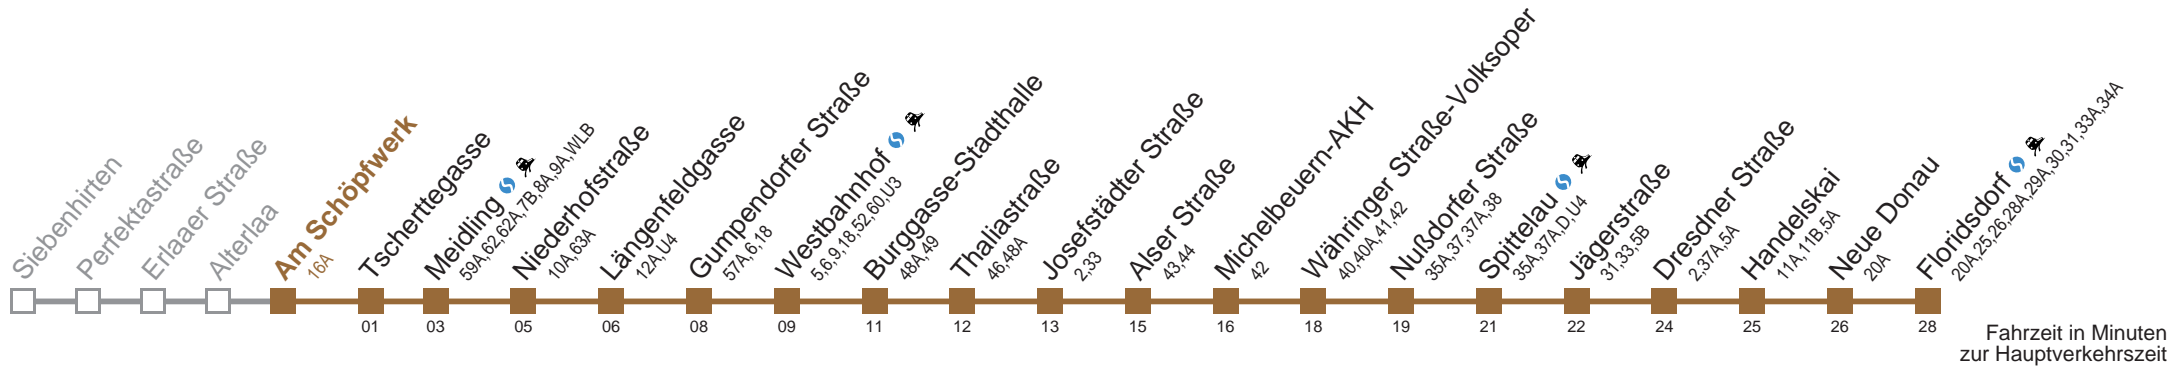 Siebenhirten
Perfektastraße
Erlaaer Straße
Alterlaa
Am Schöpfwerk
16A
Tscherttegasse
Meidling
59A,62,62A,7B,8A,9A,WLB
Niederhofstraße
10A,63A
Längenfeldgasse
12A,U4
Gumpendorfer Straße
57A,6,18
Westbahnhof
5,6,9,18,52,60,U3
Burggasse-Stadthalle
48A,49
Thaliastraße
46,48A
Josefstädter Straße
2,33
Alser Straße
43,44
Michelbeuern-AKH
42
Währinger Straße-Volksoper
40,40A,41,42
Nußdorfer Straße
35A,37,37A,38
Spittelau
35A,37A,D,U4
Jägerstraße
31,33,5B
Dresdner Straße
2,37A,5A
Handelskai
11A,11B,5A
Neue Donau
20A
Floridsdorf
20A,25,26,28A,29A,30,31,33A,34A
01 03 05 06 08 09 11 12 13 15 16 18 19 21 22 24 25 26 28
Fahrzeit in Minuten
zur Hauptverkehrszeit